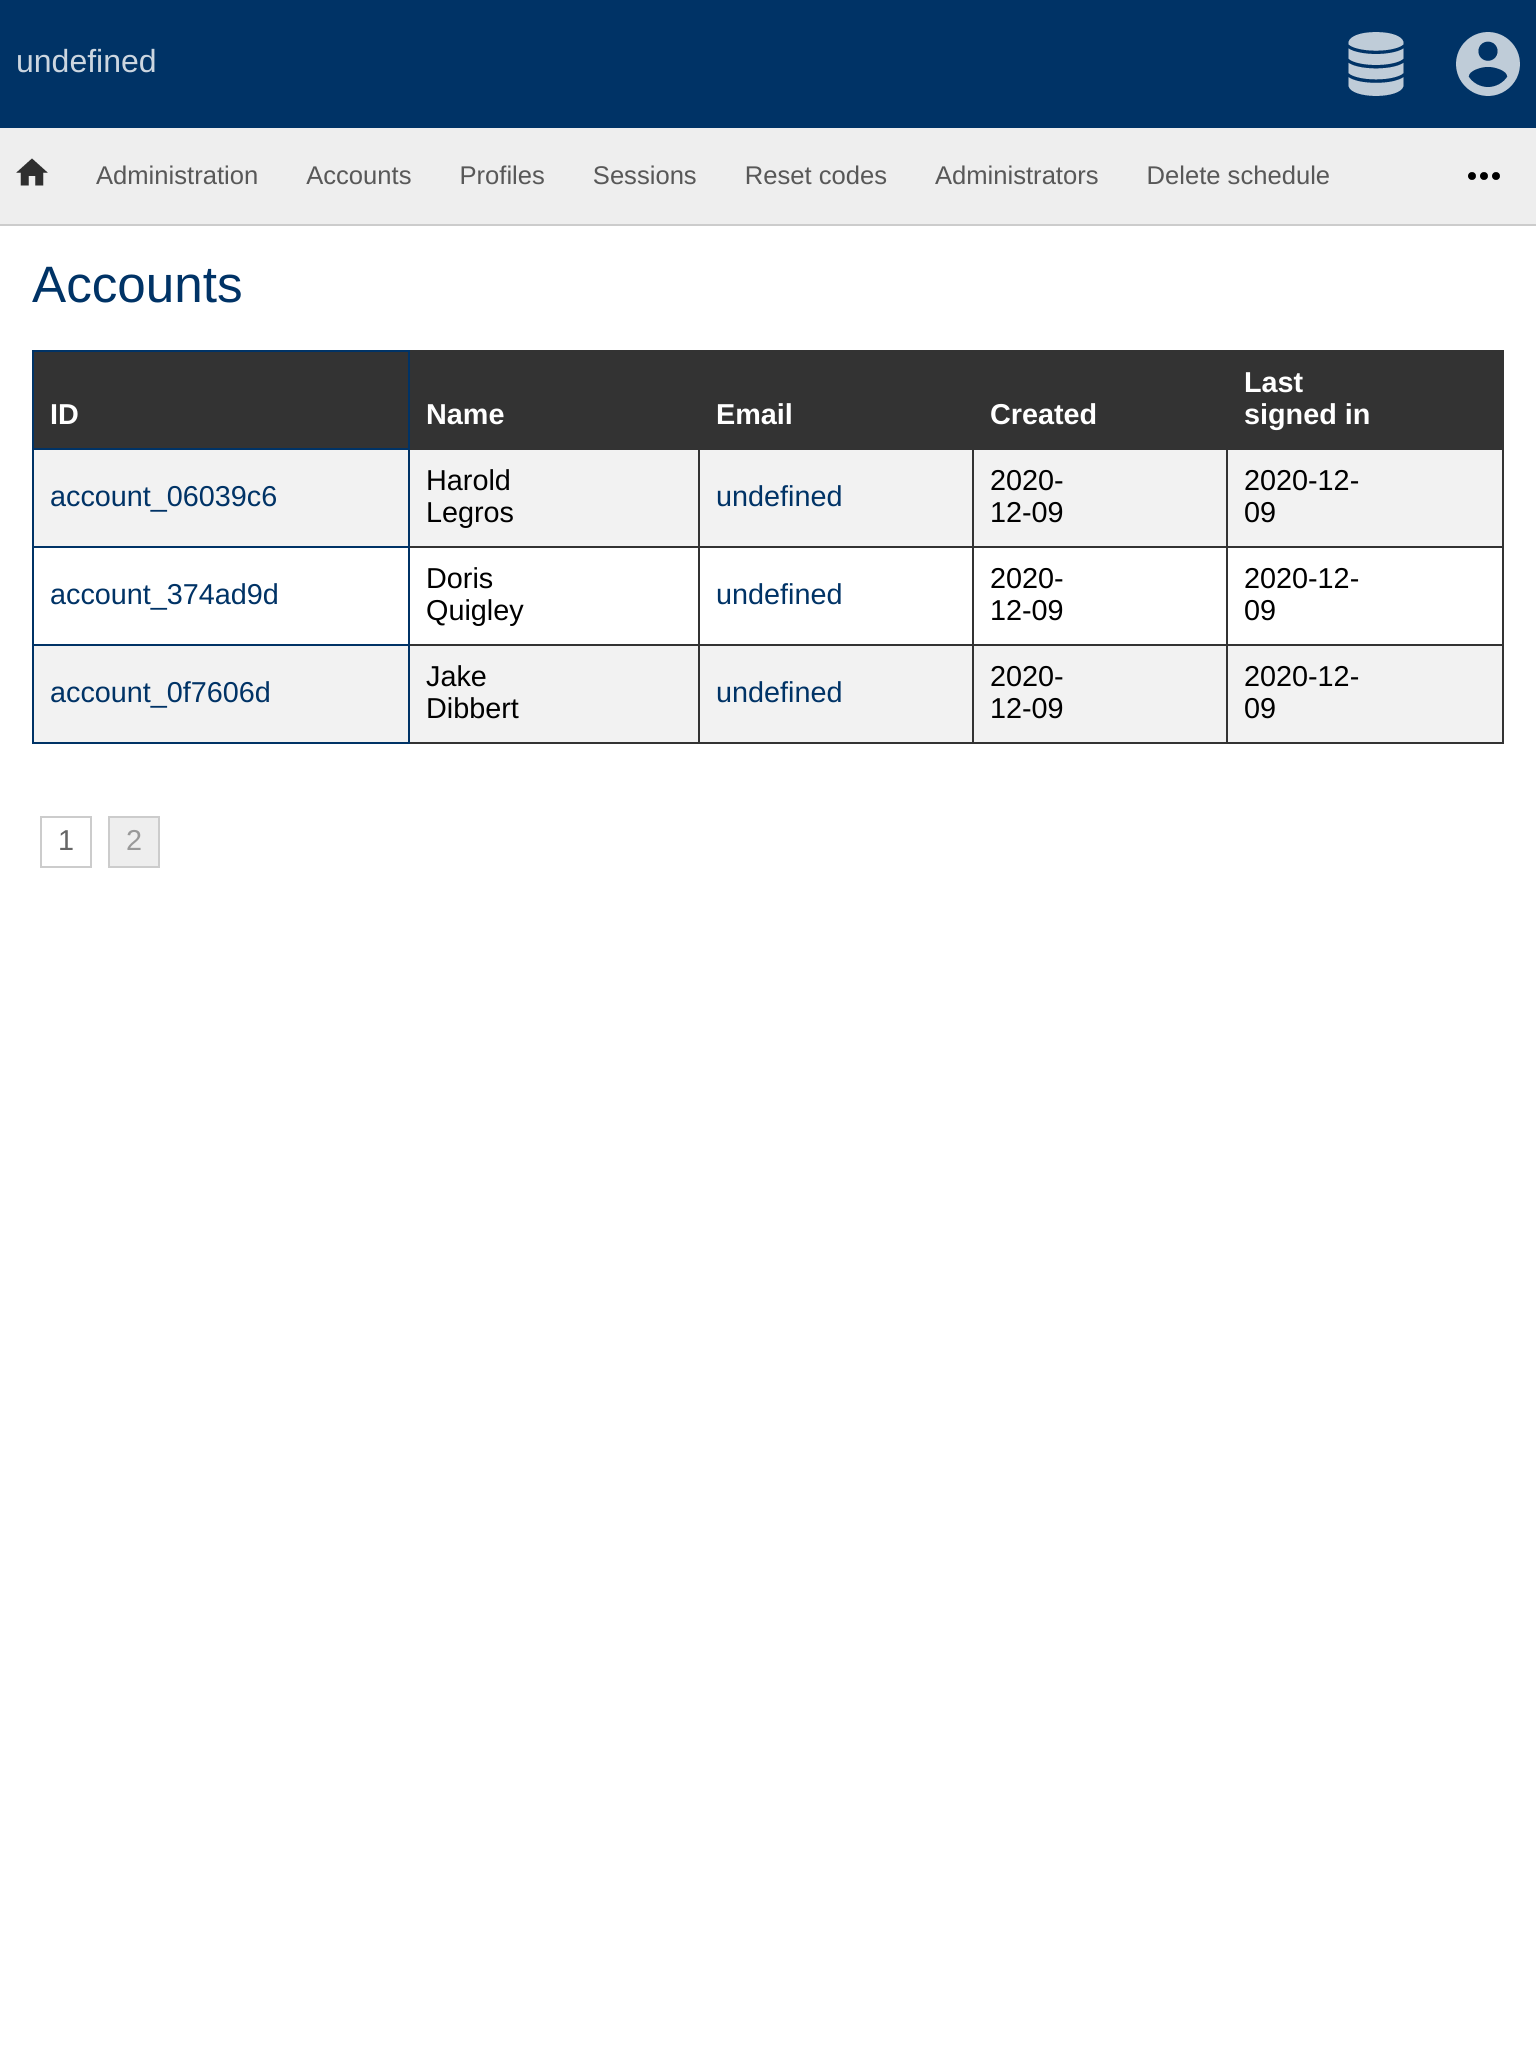 undefined
Administration Accounts Profiles Sessions Reset codes Administrators Delete schedule
Accounts
ID Name Email Created Last signed in
account_06039c6 Harold Legros undefined 2020-12-09 2020-12-09
account_374ad9d Doris Quigley undefined 2020-12-09 2020-12-09
account_0f7606d Jake Dibbert undefined 2020-12-09 2020-12-09
1 2